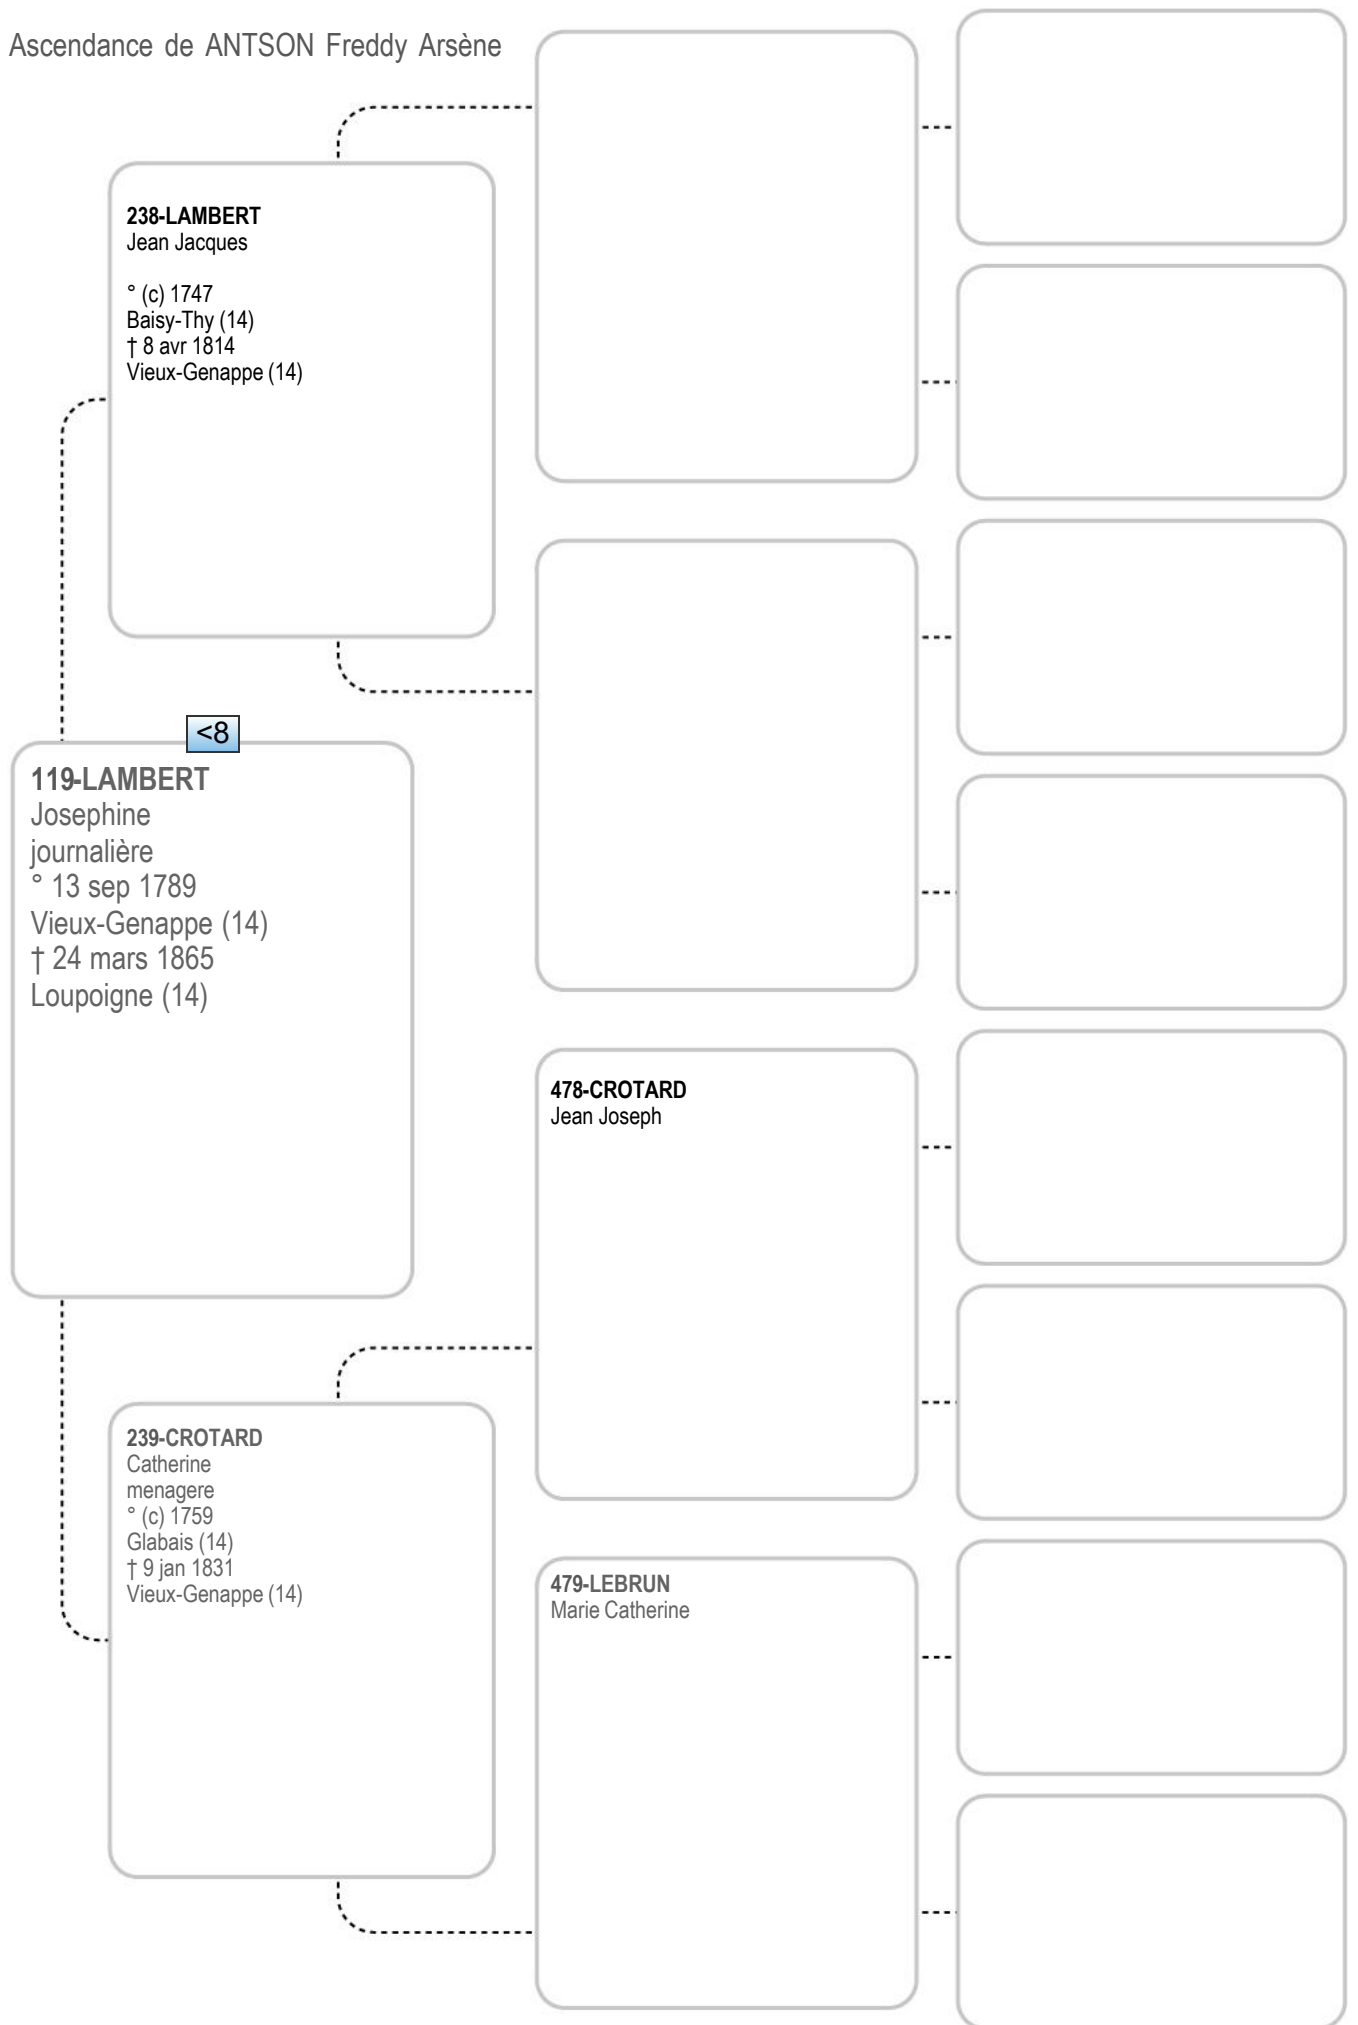 Ascendance de ANTSON Freddy Arsène
238-LAMBERT
Jean Jacques
° (c) 1747
Baisy-Thy (14)
† 8 avr 1814
Vieux-Genappe (14)
<8
119-LAMBERT
Josephine
journalière
° 13 sep 1789
Vieux-Genappe (14)
† 24 mars 1865
Loupoigne (14)
478-CROTARD
Jean Joseph
239-CROTARD
Catherine
menagere
° (c) 1759
Glabais (14)
† 9 jan 1831
Vieux-Genappe (14)
479-LEBRUN
Marie Catherine